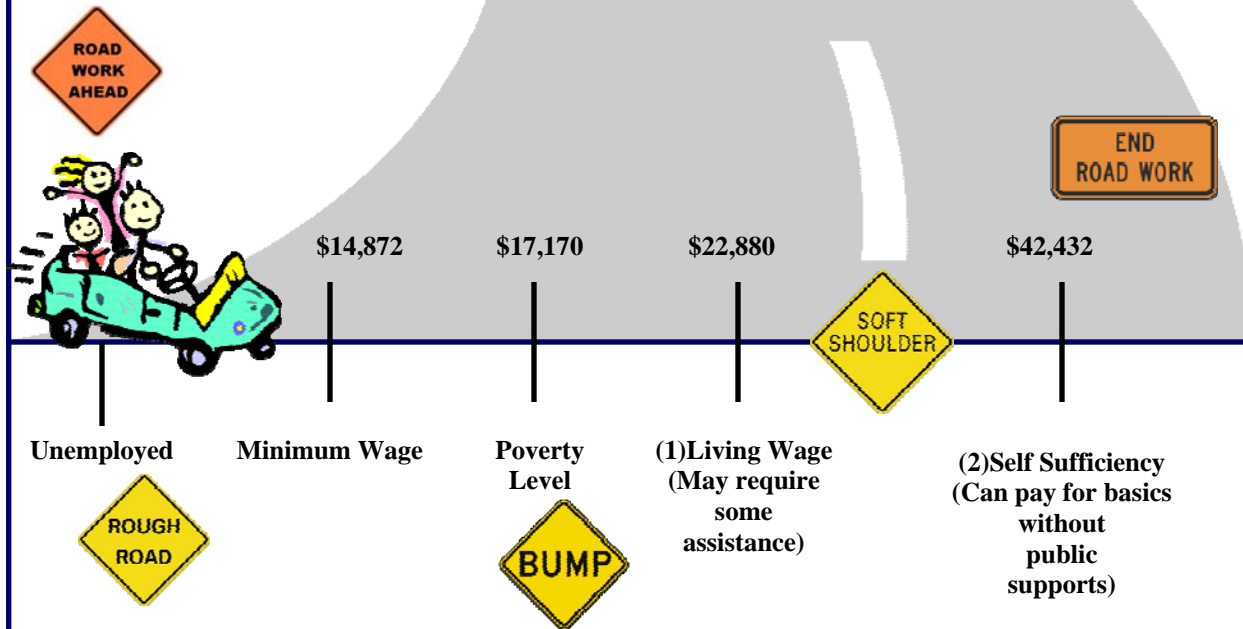 ROAD
WORK
AHEAD
END
ROAD WORK
$14,872
$17,170
$22,880
$42,432
SOFT
SHOULDER
Unemployed
Minimum Wage
Poverty
Level
(1)Living Wage
(May require
some
assistance)
(2)Self Sufficiency
(Can pay for basics
without
public
supports)
ROUGH
ROAD
BUMP